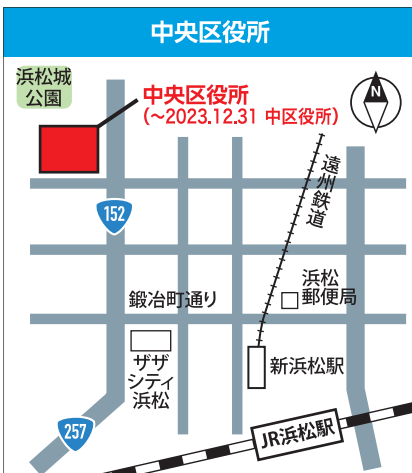 中央区役所
浜松城
公園
中央区役所
(～2023.12.31 中区役所)
N
遠州鉄道
152
浜松
郵便局
鍛冶町通り
ザザ
シティ
浜松
新浜松駅
257
JR浜松駅